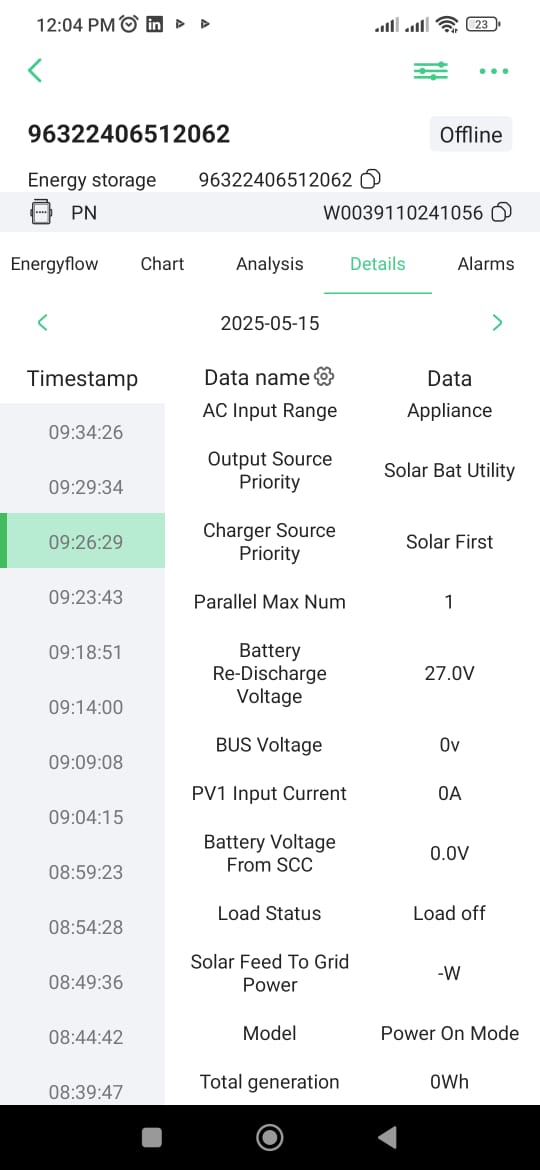 12:04 PM
23
96322406512062
Offline
Energy storage 96322406512062
PN W0039110241056
Energyflow Chart Analysis Details Alarms
2025-05-15
Timestamp Data name Data
AC Input Range Appliance
09:34:26
Output Source
Priority
Solar Bat Utility
09:29:34
09:26:29
Charger Source
Priority
Solar First
09:23:43
Parallel Max Num 1
09:18:51
Battery
Re-Discharge
Voltage
27.0V
09:14:00
BUS Voltage 0v
09:09:08
PV1 Input Current 0A
09:04:15
Battery Voltage
From SCC
0.0V
08:59:23
Load Status Load off
08:54:28
Solar Feed To Grid
Power
-W
08:49:36
Model Power On Mode
08:44:42
Total generation 0Wh
08:39:47